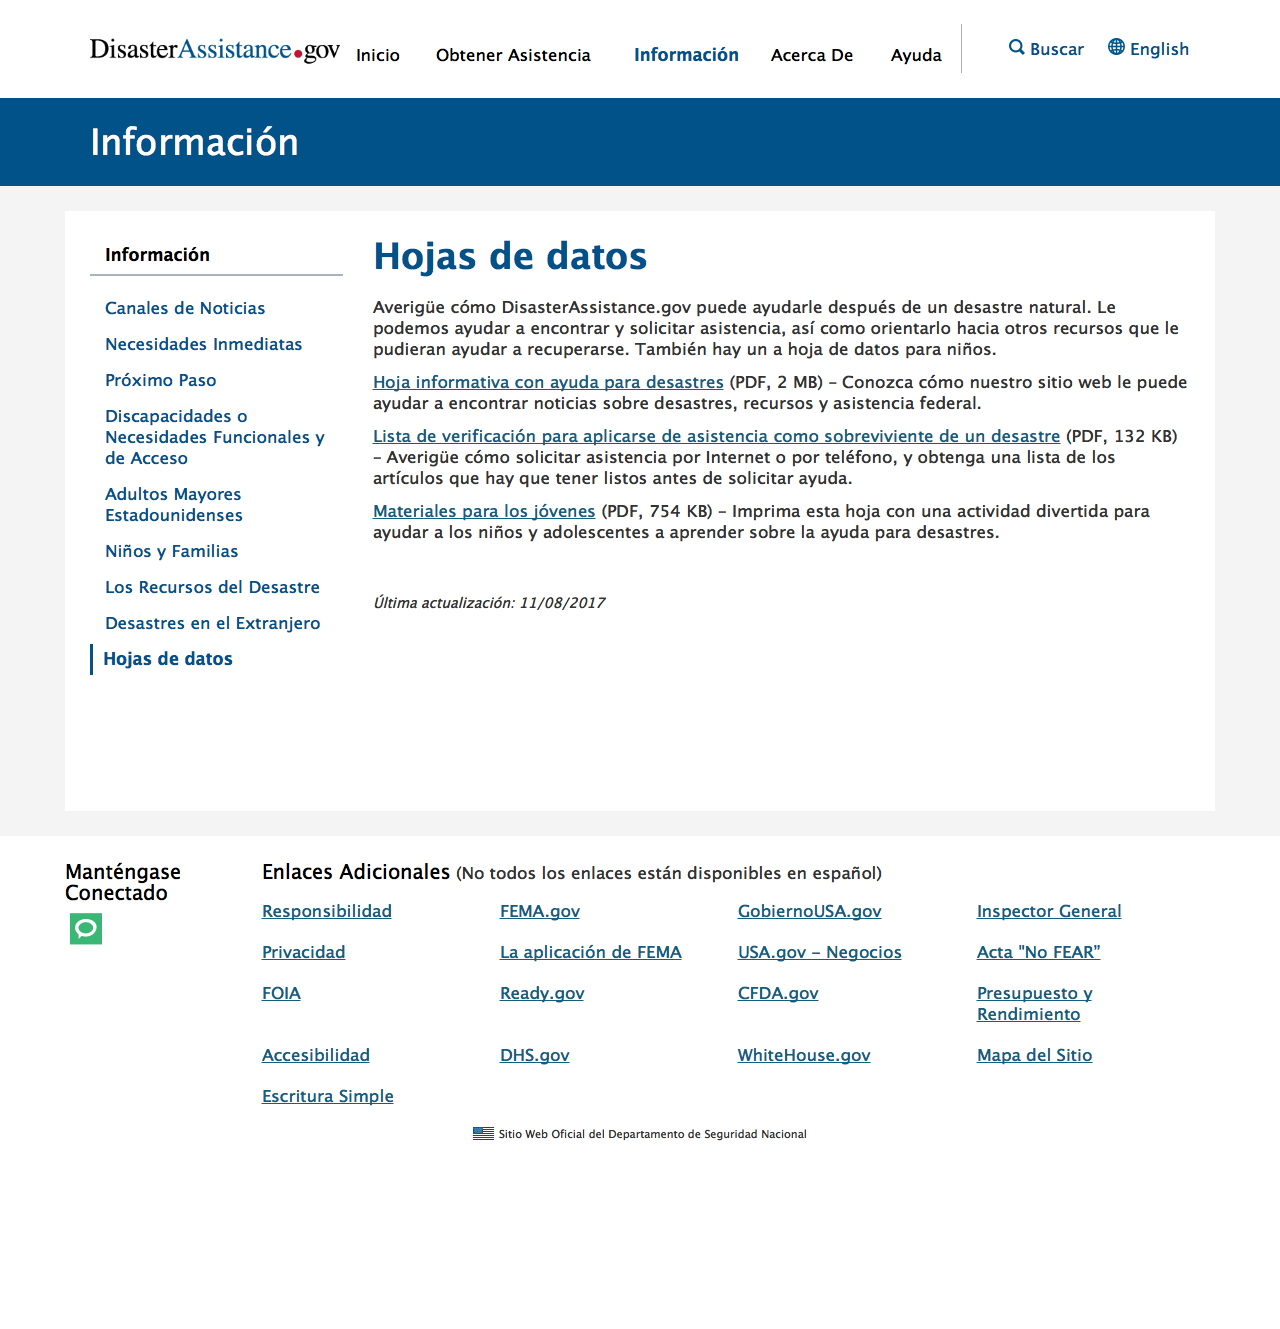 DisasterAssistance.gov
Inicio
Obtener Asistencia
Información
Acerca De
Ayuda
Buscar
English
Información
Información
Canales de Noticias
Necesidades Inmediatas
Próximo Paso
Discapacidades o
Necesidades Funcionales y
de Acceso
Adultos Mayores
Estadounidenses
Niños y Familias
Los Recursos del Desastre
Desastres en el Extranjero
Hojas de datos
Hojas de datos
Averigüe cómo DisasterAssistance.gov puede ayudarle después de un desastre natural. Le
podemos ayudar a encontrar y solicitar asistencia, así como orientarlo hacia otros recursos que le
pudieran ayudar a recuperarse. También hay un a hoja de datos para niños.
Hoja informativa con ayuda para desastres (PDF, 2 MB) – Conozca cómo nuestro sitio web le puede
ayudar a encontrar noticias sobre desastres, recursos y asistencia federal.
Lista de verificación para aplicarse de asistencia como sobreviviente de un desastre (PDF, 132 KB)
– Averigüe cómo solicitar asistencia por Internet o por teléfono, y obtenga una lista de los
artículos que hay que tener listos antes de solicitar ayuda.
Materiales para los jóvenes (PDF, 754 KB) – Imprima esta hoja con una actividad divertida para
ayudar a los niños y adolescentes a aprender sobre la ayuda para desastres.
Última actualización: 11/08/2017
Manténgase
Conectado
Enlaces Adicionales (No todos los enlaces están disponibles en español)
Responsibilidad
FEMA.gov
GobiernoUSA.gov
Inspector General
Privacidad
La aplicación de FEMA
USA.gov – Negocios
Acta "No FEAR”
FOIA
Ready.gov
CFDA.gov
Presupuesto y
Rendimiento
Accesibilidad
DHS.gov
WhiteHouse.gov
Mapa del Sitio
Escritura Simple
Sitio Web Oficial del Departamento de Seguridad Nacional